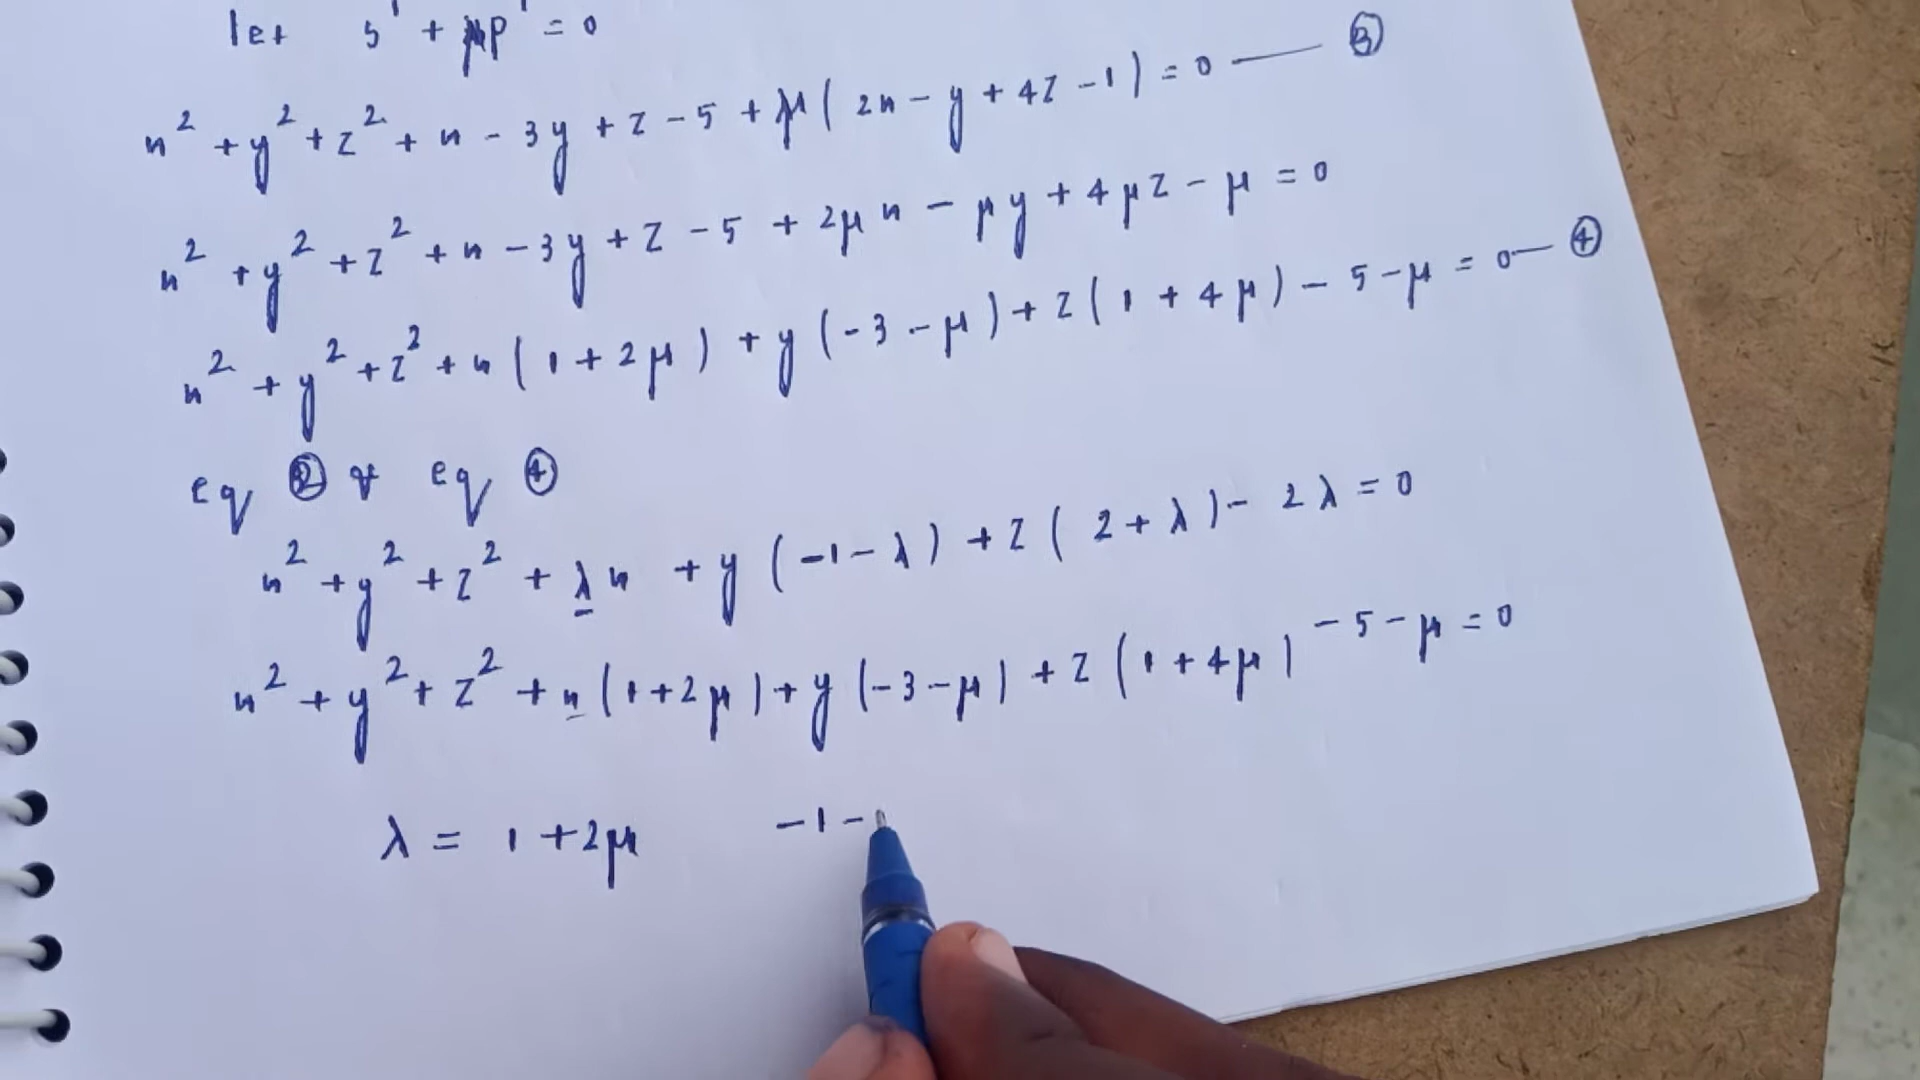 let s' + μp' = 0
x² + y² + z² + x - 3y + z - 5 + μ( 2x - y + 4z - 1 ) = 0 —— ③
x² + y² + z² + x - 3y + z - 5 + 2μx - μy + 4μz - μ = 0
x² + y² + z² + x( 1 + 2μ ) + y( -3 - μ ) + z( 1 + 4μ ) - 5 - μ = 0 — ④
eq ② & eq ④
x² + y² + z² + λx + y( -1 - λ ) + z( 2 + λ ) - 2λ = 0
x² + y² + z² + x( 1 + 2μ ) + y( -3 - μ ) + z( 1 + 4μ ) - 5 - μ = 0
λ = 1 + 2μ -1 -